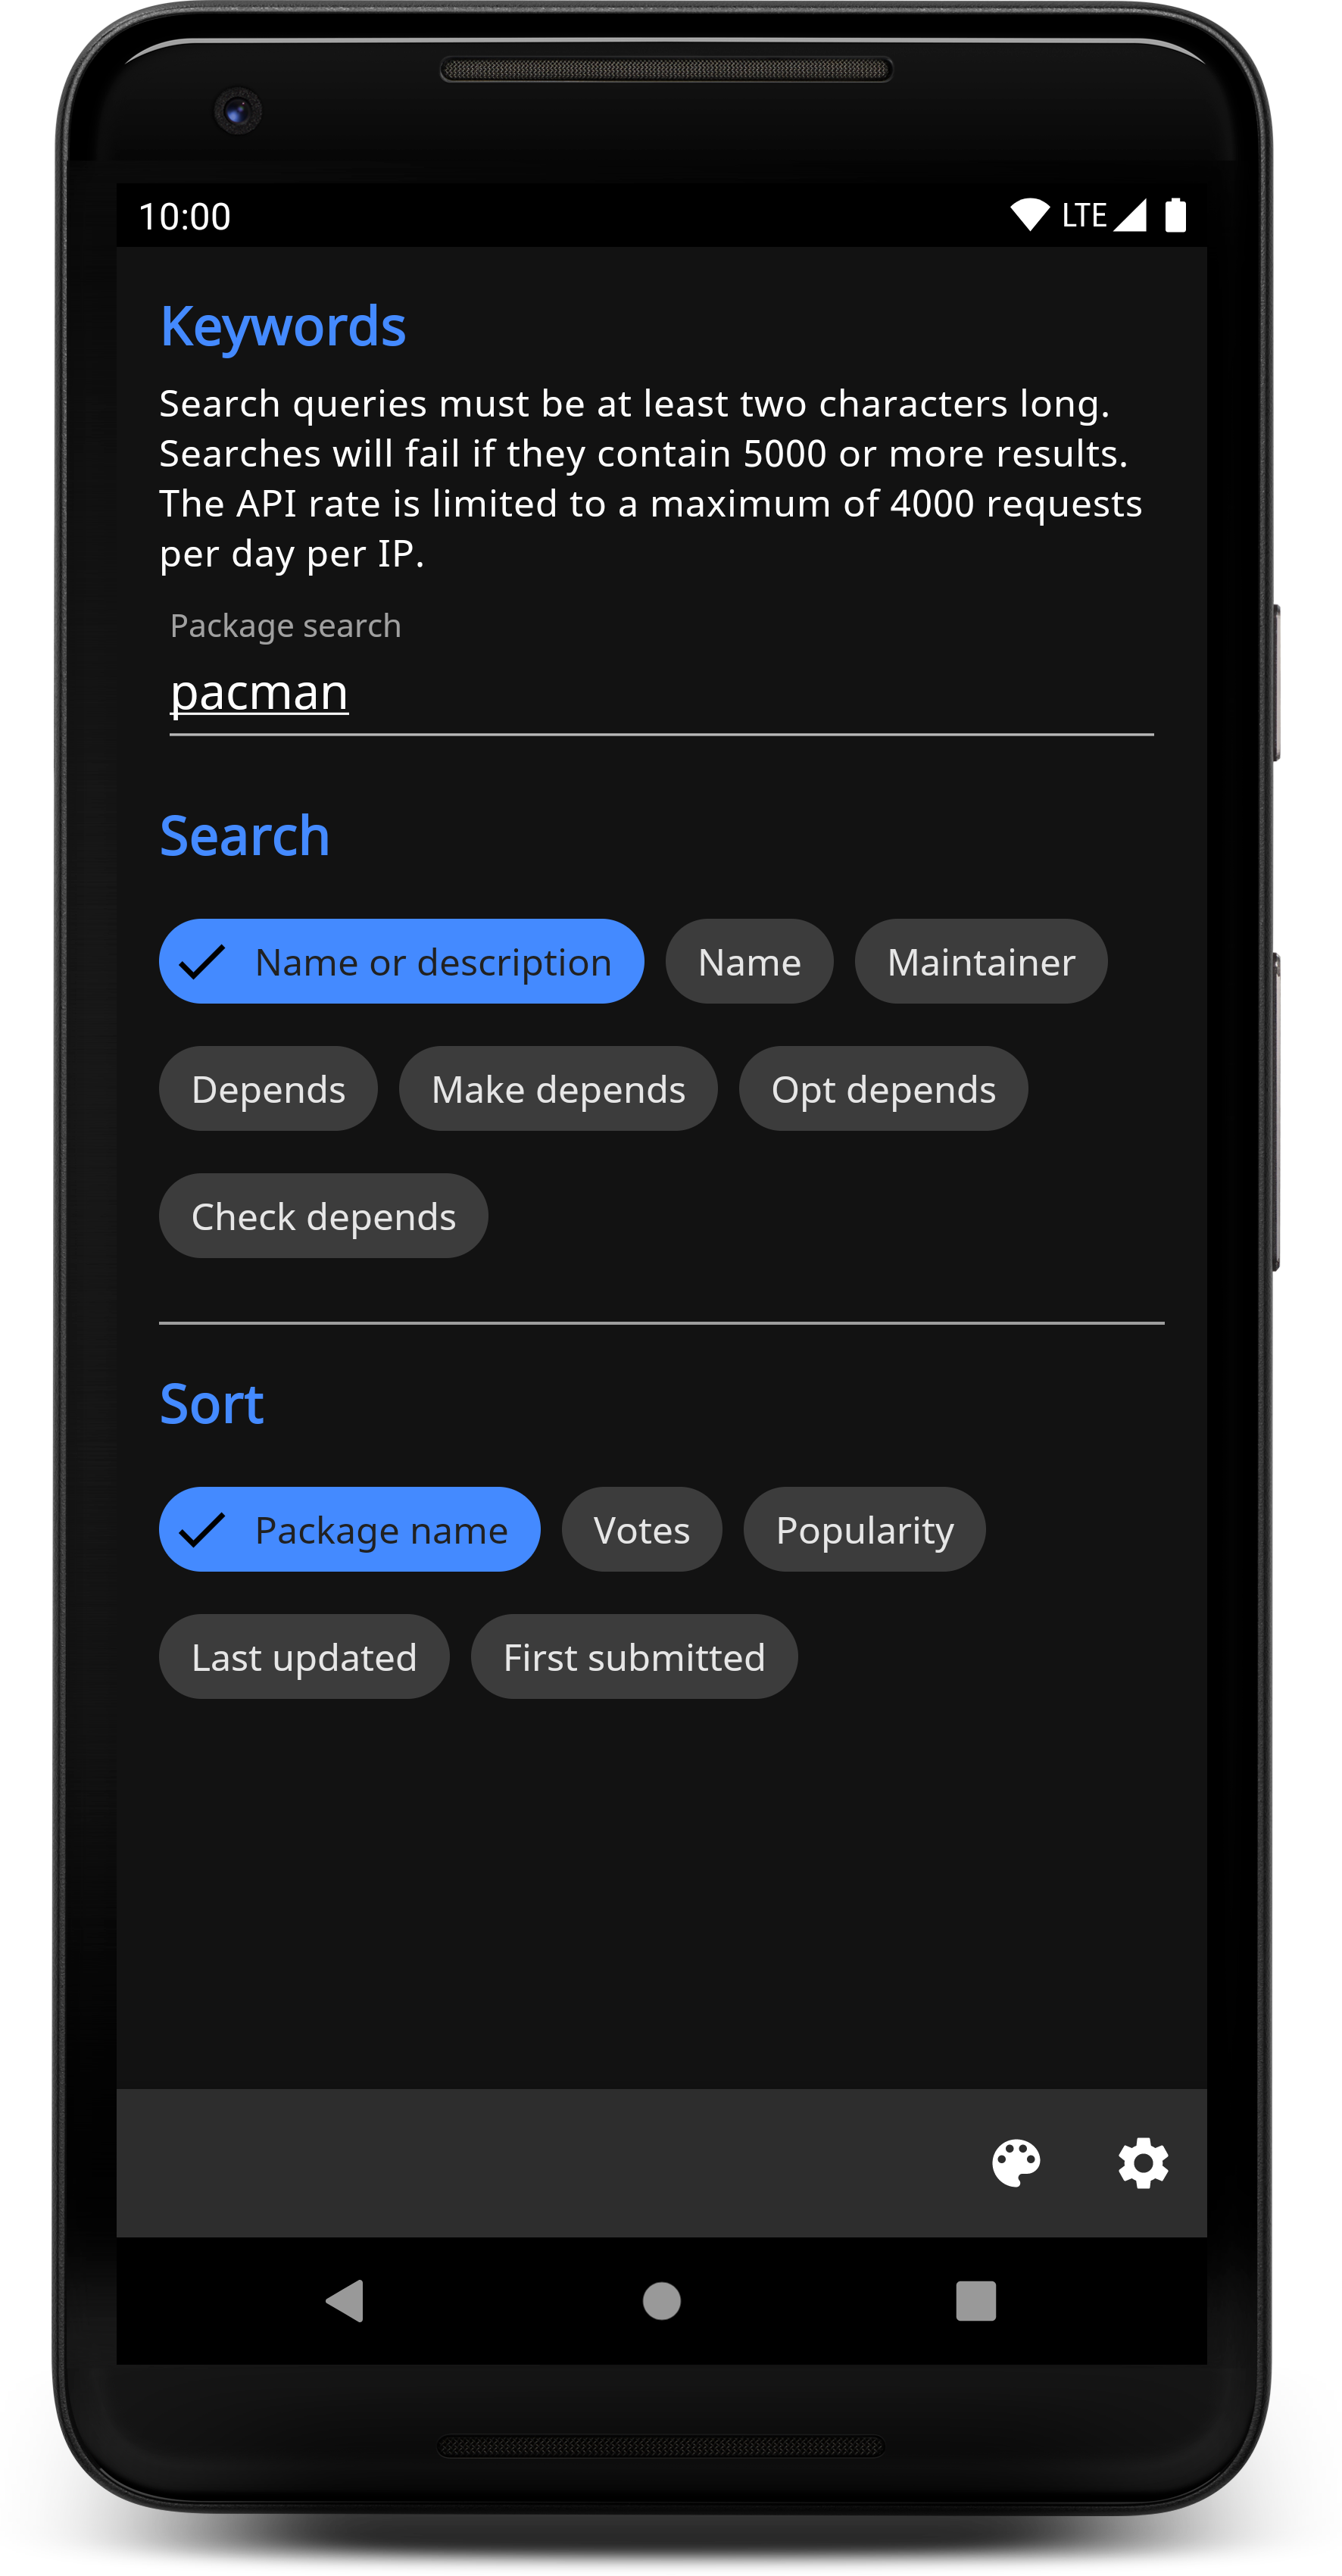 10:00 LTE
Keywords
Search queries must be at least two characters long.
Searches will fail if they contain 5000 or more results.
The API rate is limited to a maximum of 4000 requests
per day per IP.
Package search
pacman
Search
Name or description Name Maintainer
Depends Make depends Opt depends
Check depends
Sort
Package name Votes Popularity
Last updated First submitted